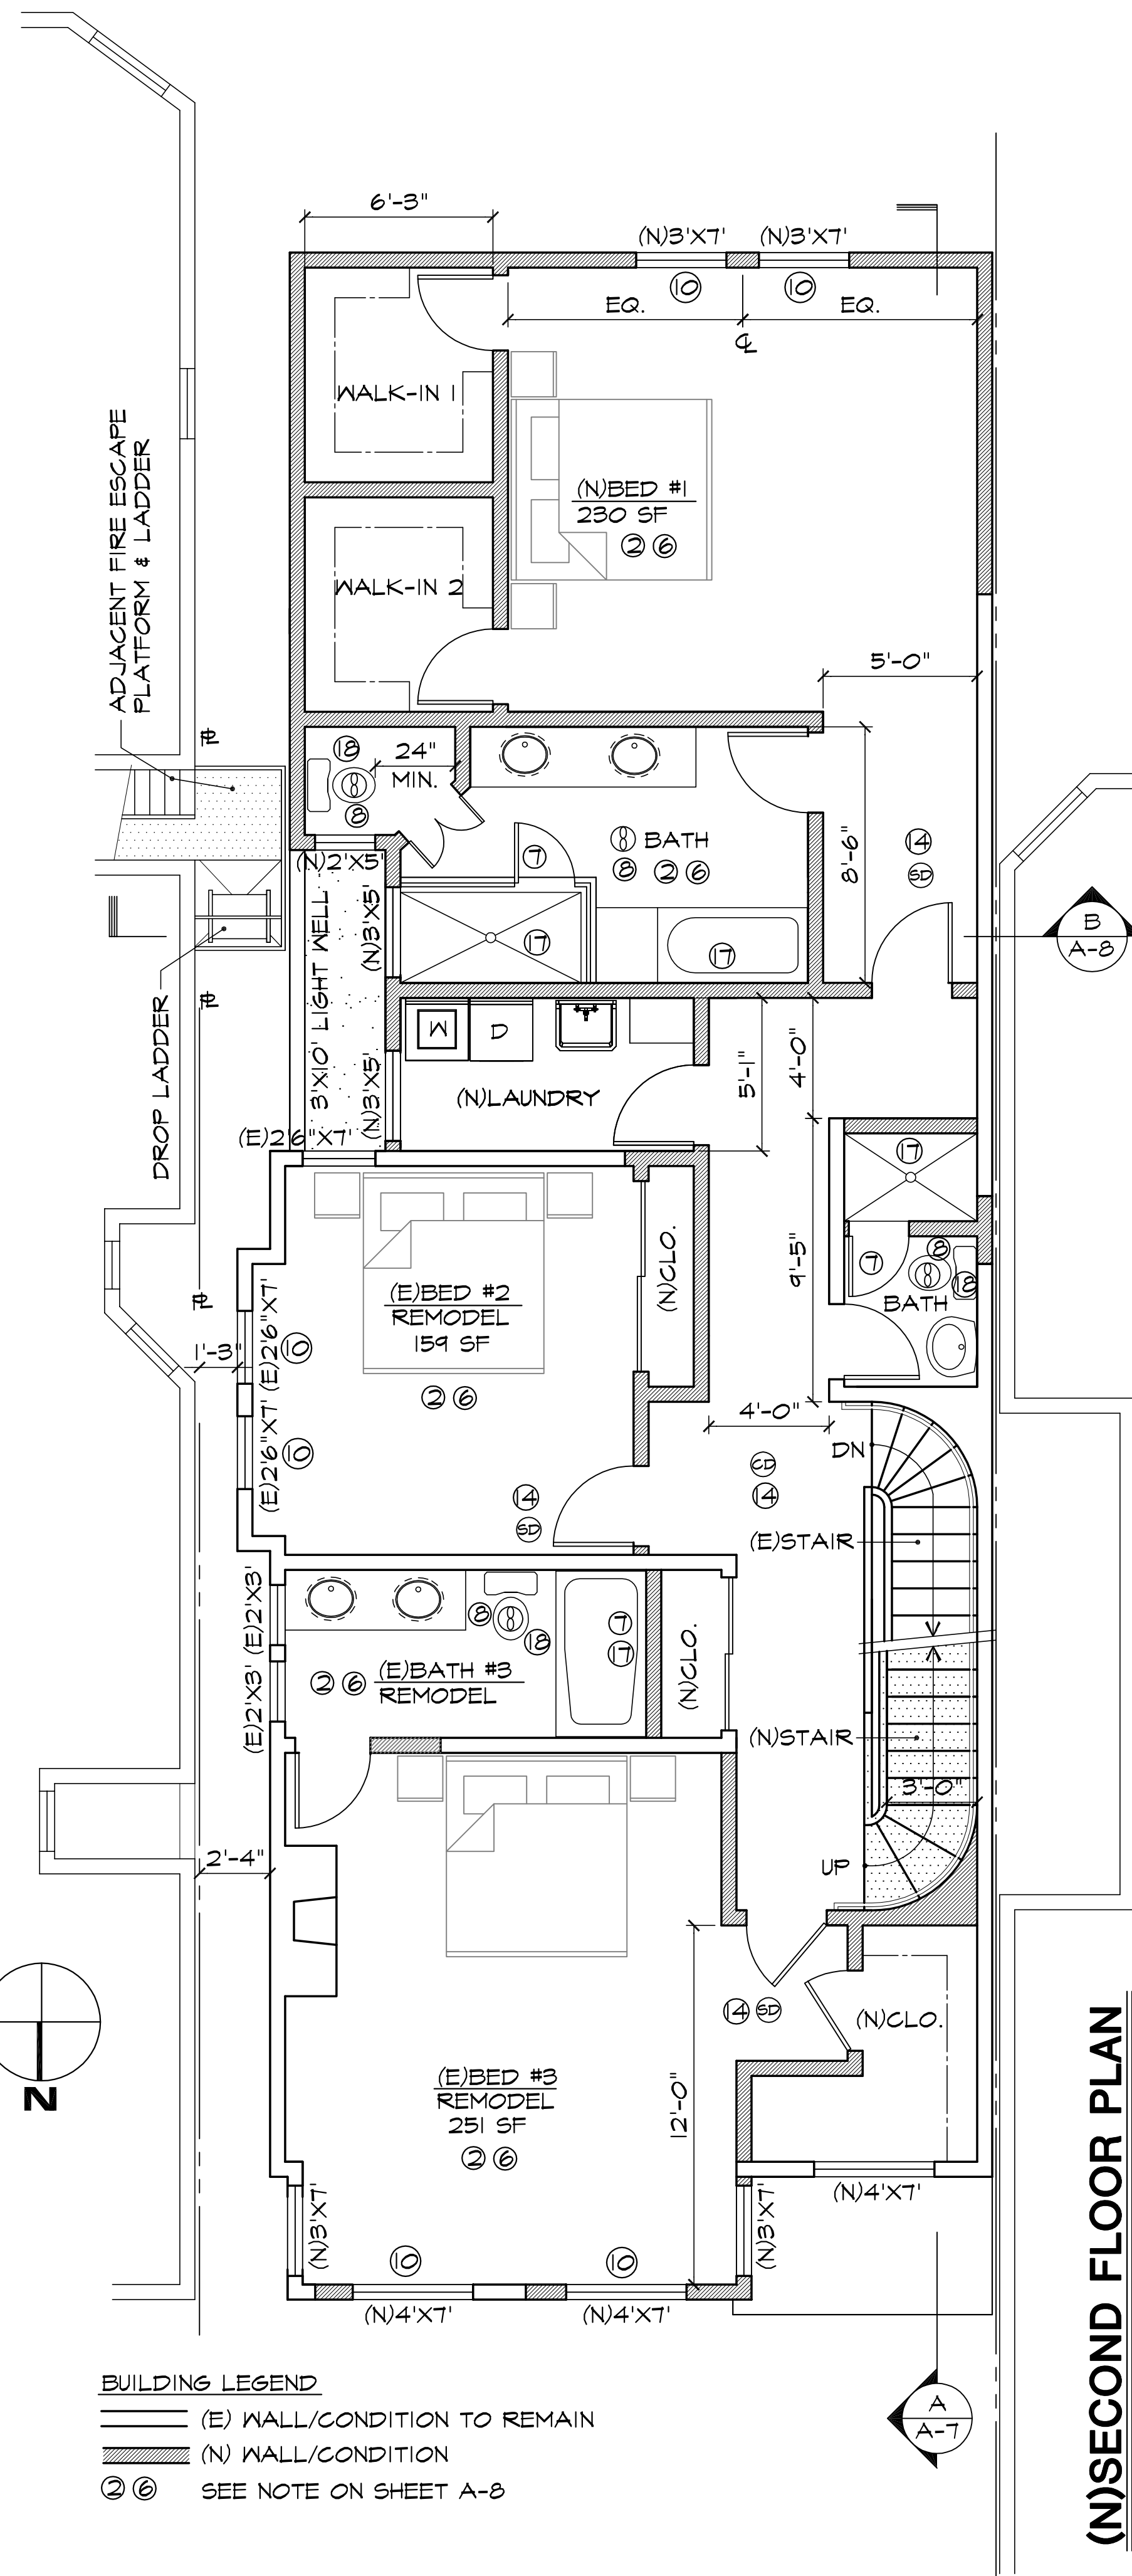 6'-3"
(N)3'X7' (N)3'X7'
10 10
EQ. EQ.
CL
WALK-IN 1
ADJACENT FIRE ESCAPE
PLATFORM & LADDER
(N)BED #1
230 SF
2 6
WALK-IN 2
5'-0"
PL
18
24"
MIN.
8
8
7
8 BATH
8 2 6
8'-6"
14
SD
(N)2'X5'
(N)3'X5'
17
17
B
A-8
3'X10' LIGHT WELL
PL
DROP LADDER
W
D
(N)LAUNDRY
(N)3'X5'
5'-1"
4'-0"
(E)2'6"X7'
17
(N)CLO.
9'-5"
7
8
8
18
BATH
(E)BED #2
REMODEL
159 SF
2 6
PL
1'-3"
(E)2'6"X7'
10
(E)2'6"X7'
10
4'-0"
DN
CD
14
14
SD
(E)STAIR
(E)2'X3'
(E)2'X3'
8
8
18
7
17
2 6
(E)BATH #3
REMODEL
(N)CLO.
(N)STAIR
3'-0"
UP
2'-4"
14 SD
(N)CLO.
N
(E)BED #3
REMODEL
251 SF
2 6
12'-0"
(N)4'X7'
(N)3'X7'
(N)3'X7'
10 10
(N)4'X7' (N)4'X7'
BUILDING LEGEND
(E) WALL/CONDITION TO REMAIN
(N) WALL/CONDITION
2 6 SEE NOTE ON SHEET A-8
A
A-7
(N)SECOND FLOOR PLAN